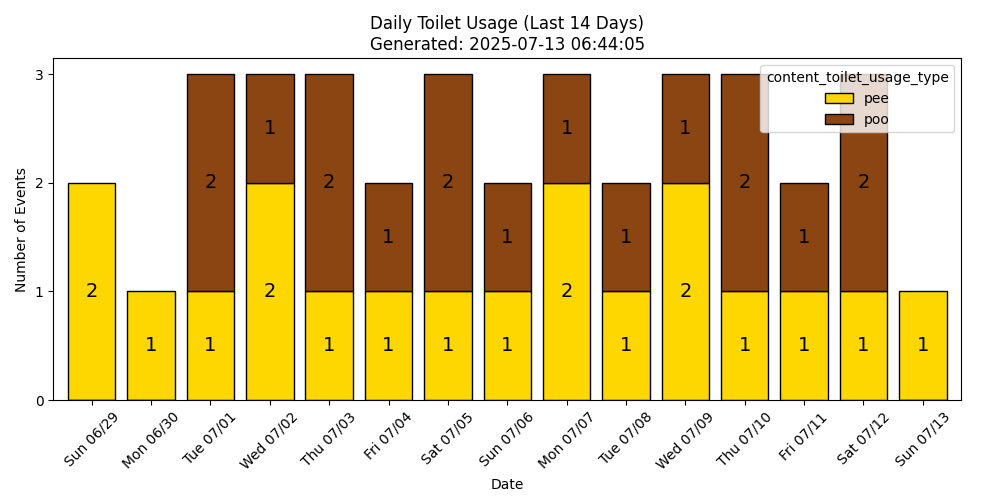 Daily Toilet Usage (Last 14 Days)
Generated: 2025-07-13 06:44:05
content_toilet_usage_type
pee
poo
Number of Events
3
2
1
0
2
1
1
2
2
1
1
2
1
1
1
2
1
1
1
2
1
1
2
1
2
1
1
1
2
1
Sun 06/29
Mon 06/30
Tue 07/01
Wed 07/02
Thu 07/03
Fri 07/04
Sat 07/05
Sun 07/06
Mon 07/07
Tue 07/08
Wed 07/09
Thu 07/10
Fri 07/11
Sat 07/12
Sun 07/13
Date